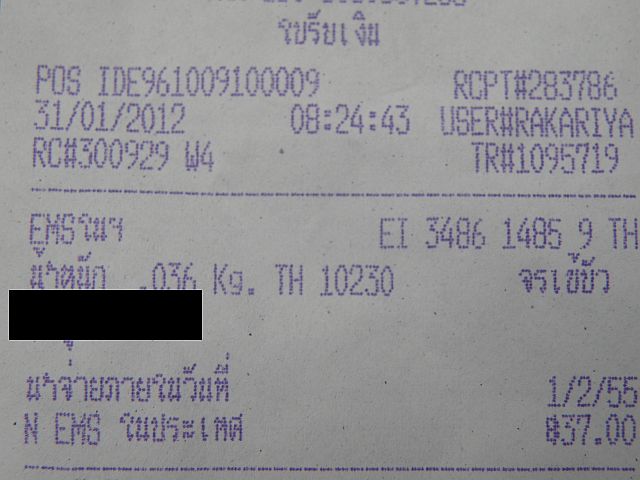 ใบรับเงิน
POS IDE961009100009 RCPT#283786
31/01/2012 08:24:43 USER#RAKARIYA
RC#300929 W4 TR#1095719
EMSในฯ EI 3486 1485 9 TH
น้ำหนัก .036 Kg. TH 10230 จรเข้บัว
นำจ่ายภายในวันที่ 1/2/55
N EMS ในประเทศ ฿37.00